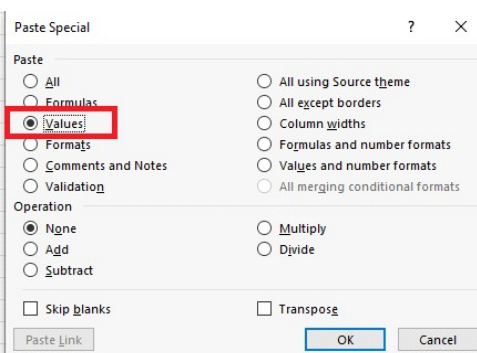 Paste Special ? X
Paste
All
Formulas
Values
Formats
Comments and Notes
Validation
All using Source theme
All except borders
Column widths
Formulas and number formats
Values and number formats
All merging conditional formats
Operation
None
Add
Subtract
Multiply
Divide
Skip blanks
Transpose
Paste Link
OK
Cancel